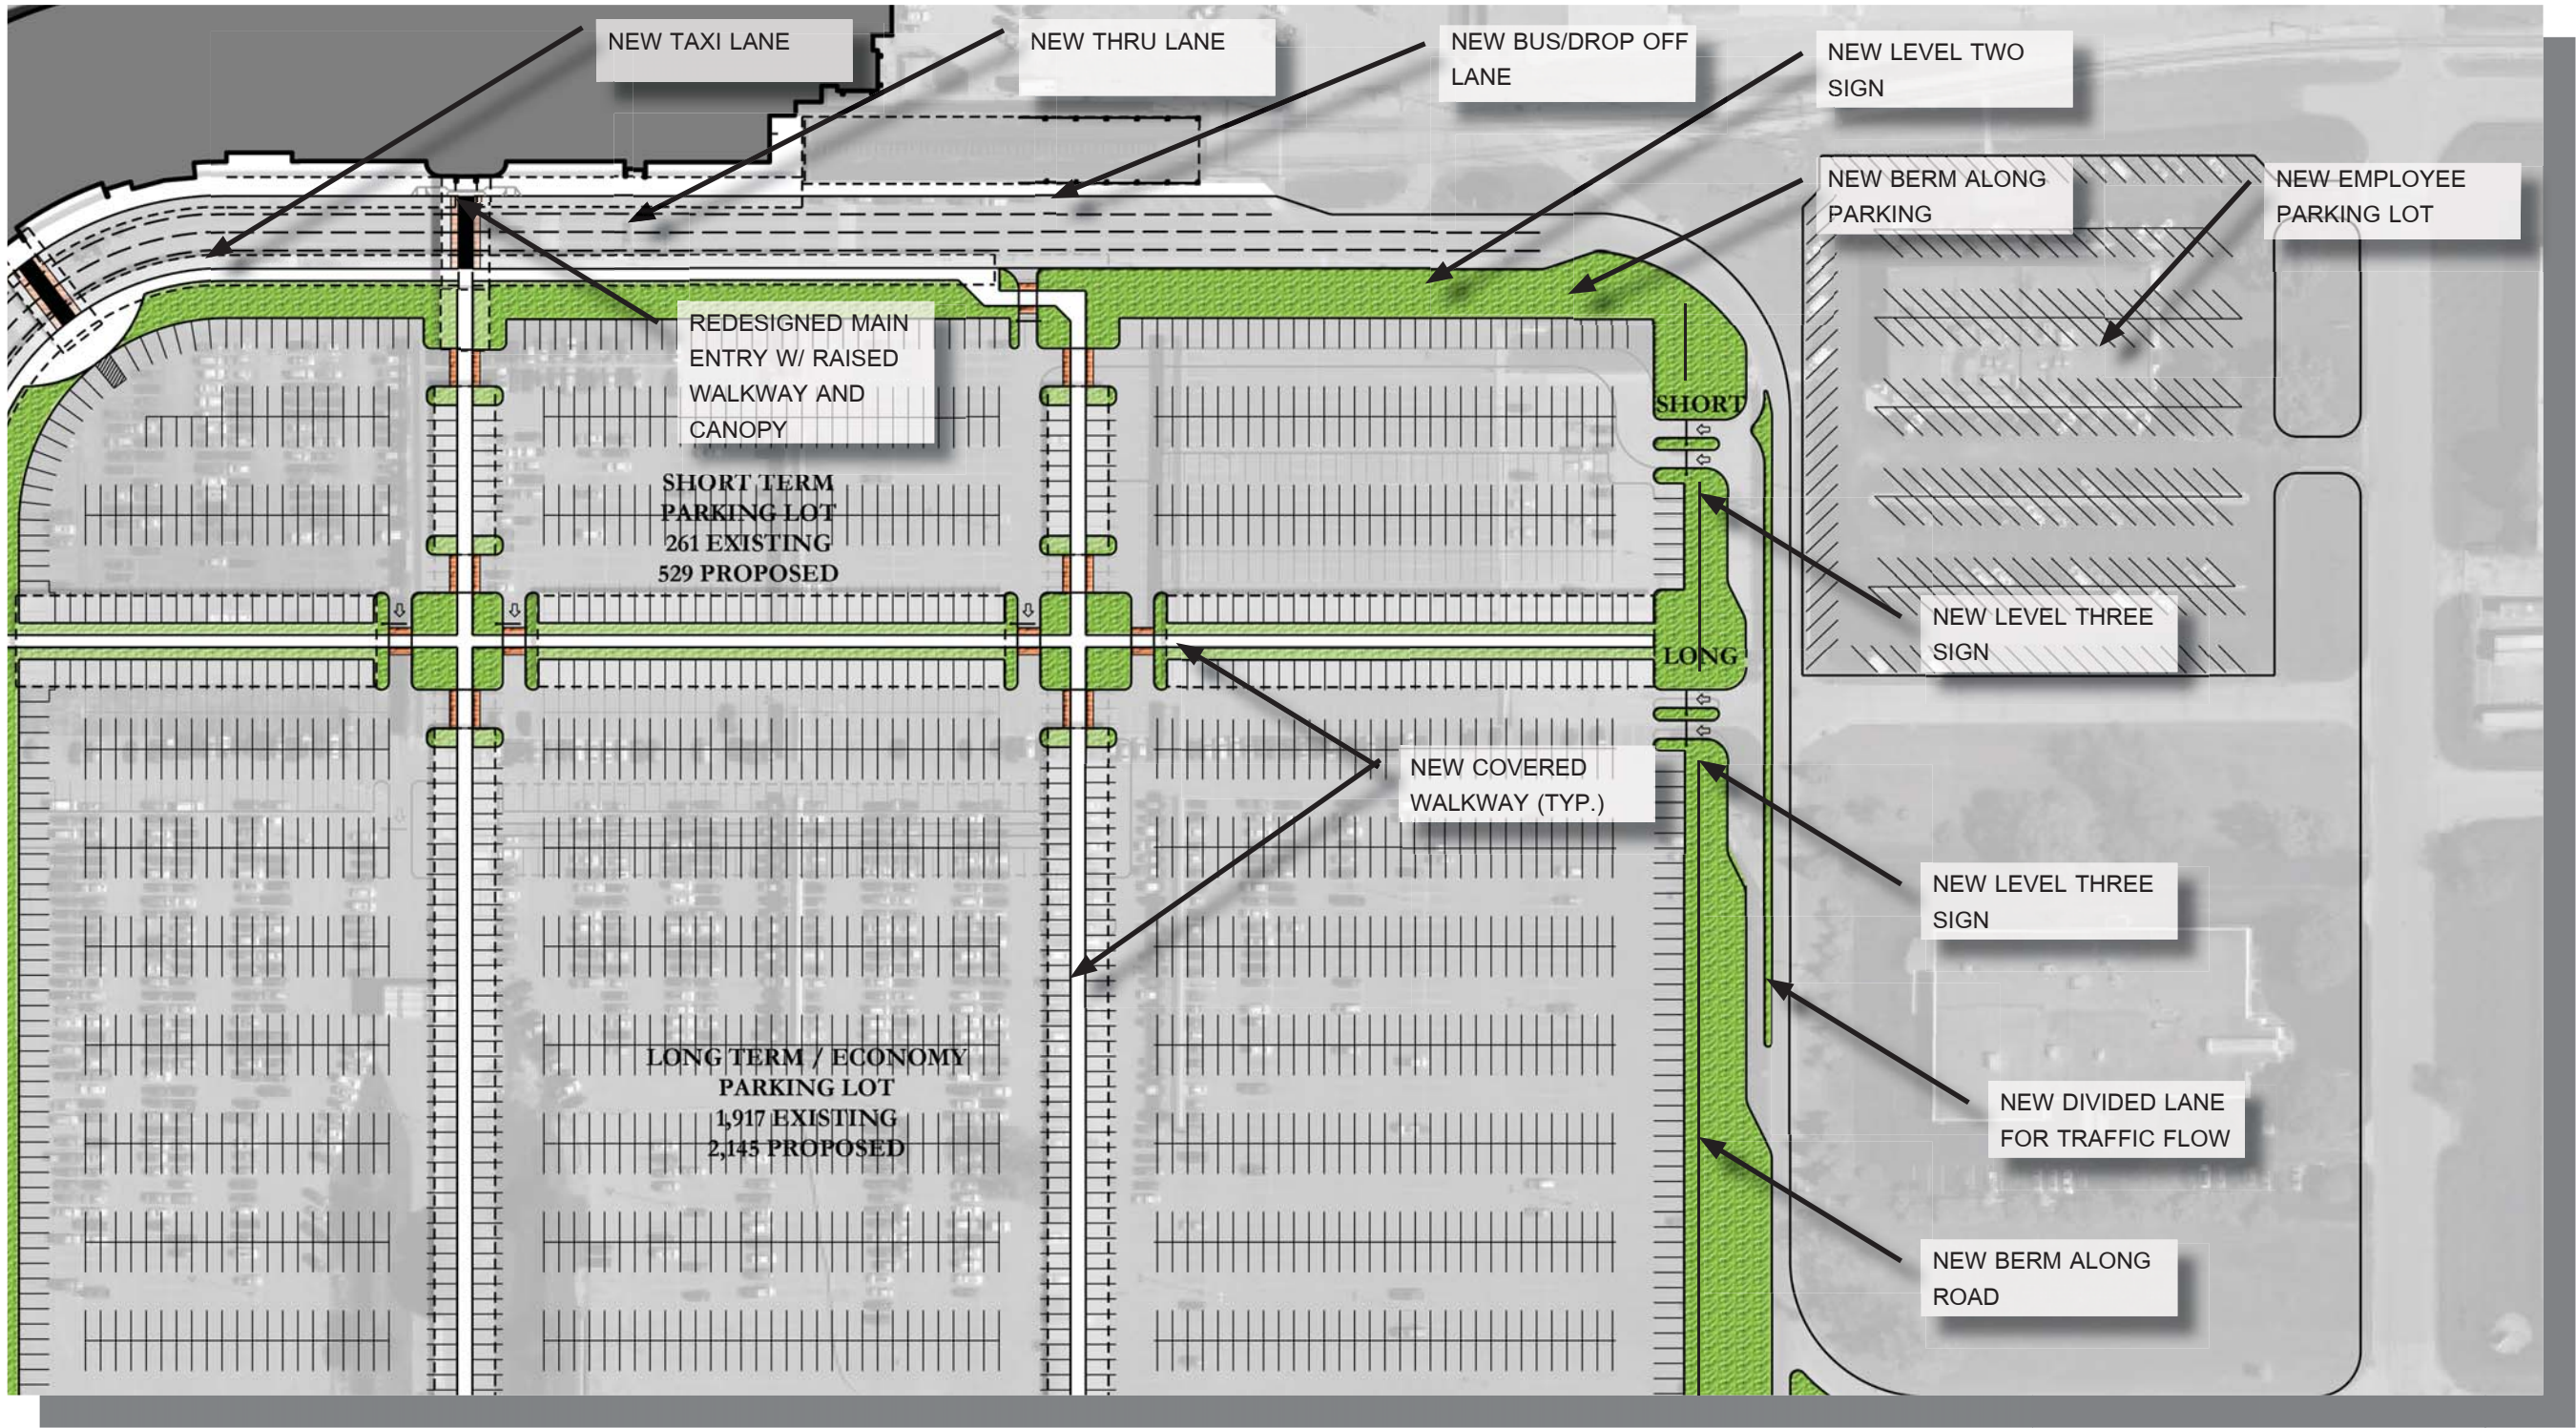 NEW TAXI LANE
NEW THRU LANE
NEW BUS/DROP OFF
LANE
NEW LEVEL TWO
SIGN
NEW BERM ALONG
PARKING
NEW EMPLOYEE
PARKING LOT
REDESIGNED MAIN
ENTRY W/ RAISED
WALKWAY AND
CANOPY
SHORT
SHORT TERM
PARKING LOT
261 EXISTING
529 PROPOSED
NEW LEVEL THREE
SIGN
LONG
NEW COVERED
WALKWAY (TYP.)
NEW LEVEL THREE
SIGN
LONG TERM / ECONOMY
PARKING LOT
1,917 EXISTING
2,145 PROPOSED
NEW DIVIDED LANE
FOR TRAFFIC FLOW
NEW BERM ALONG
ROAD